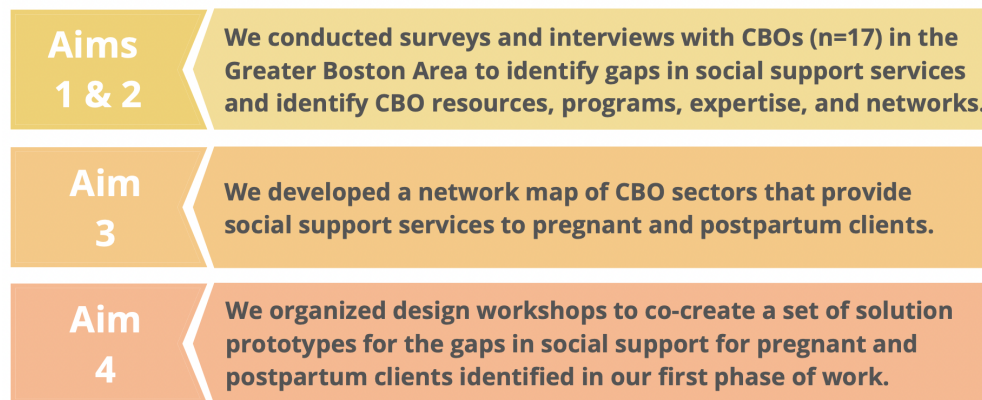 Aims
1 & 2
We conducted surveys and interviews with CBOs (n=17) in the
Greater Boston Area to identify gaps in social support services
and identify CBO resources, programs, expertise, and networks.
Aim
3
We developed a network map of CBO sectors that provide
social support services to pregnant and postpartum clients.
Aim
4
We organized design workshops to co-create a set of solution
prototypes for the gaps in social support for pregnant and
postpartum clients identified in our first phase of work.